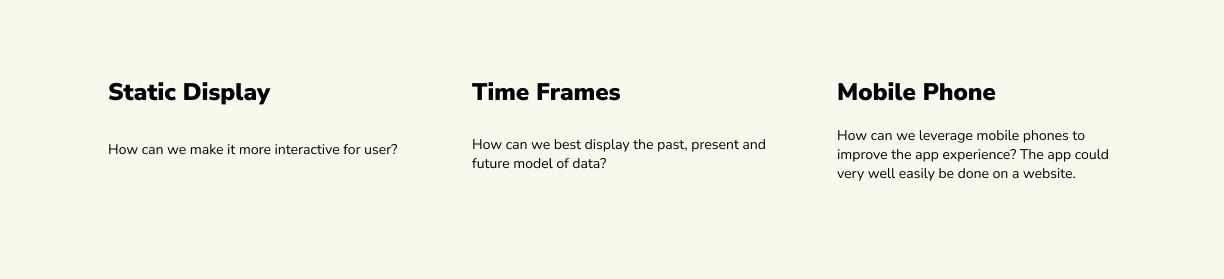 Static Display
How can we make it more interactive for user?
Time Frames
How can we best display the past, present and
future model of data?
Mobile Phone
How can we leverage mobile phones to
improve the app experience? The app could
very well easily be done on a website.